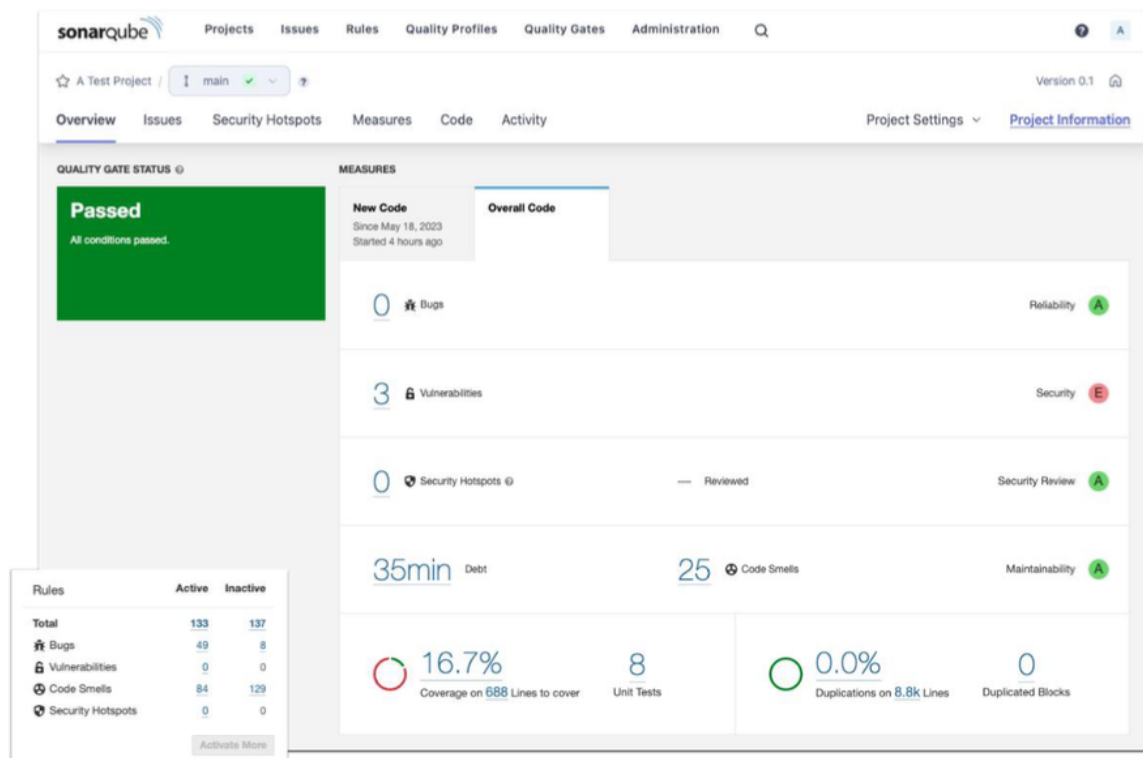 sonarqube Projects Issues Rules Quality Profiles Quality Gates Administration ? A
A Test Project / main ? Version 0.1
Overview Issues Security Hotspots Measures Code Activity Project Settings Project Information
QUALITY GATE STATUS ? MEASURES
Passed
All conditions passed.
New Code
Since May 18, 2023
Started 4 hours ago
Overall Code
0 Bugs Reliability A
3 Vulnerabilities Security E
0 Security Hotspots ? — Reviewed Security Review A
35min Debt 25 Code Smells Maintainability A
16.7% 8 0.0% 0
Coverage on 688 Lines to cover Unit Tests Duplications on 8.8k Lines Duplicated Blocks
Rules Active Inactive
Total 133 137
Bugs 49 8
Vulnerabilities 0 0
Code Smells 84 129
Security Hotspots 0 0
Activate More